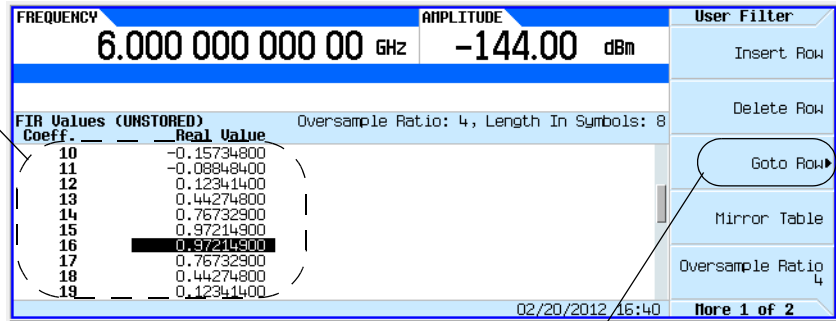 FREQUENCY
6.000 000 000 00 GHz
AMPLITUDE
-144.00 dBm
FIR Values (UNSTORED) Oversample Ratio: 4, Length In Symbols: 8
Coeff. Real Value
10 -0.15734800
11 -0.08848400
12 0.12341400
13 0.44274800
14 0.76732900
15 0.97214900
16 0.97214900
17 0.76732900
18 0.44274800
19 0.12341400
02/20/2012 16:40
User Filter
Insert Row
Delete Row
Goto Row
Mirror Table
Oversample Ratio
4
More 1 of 2